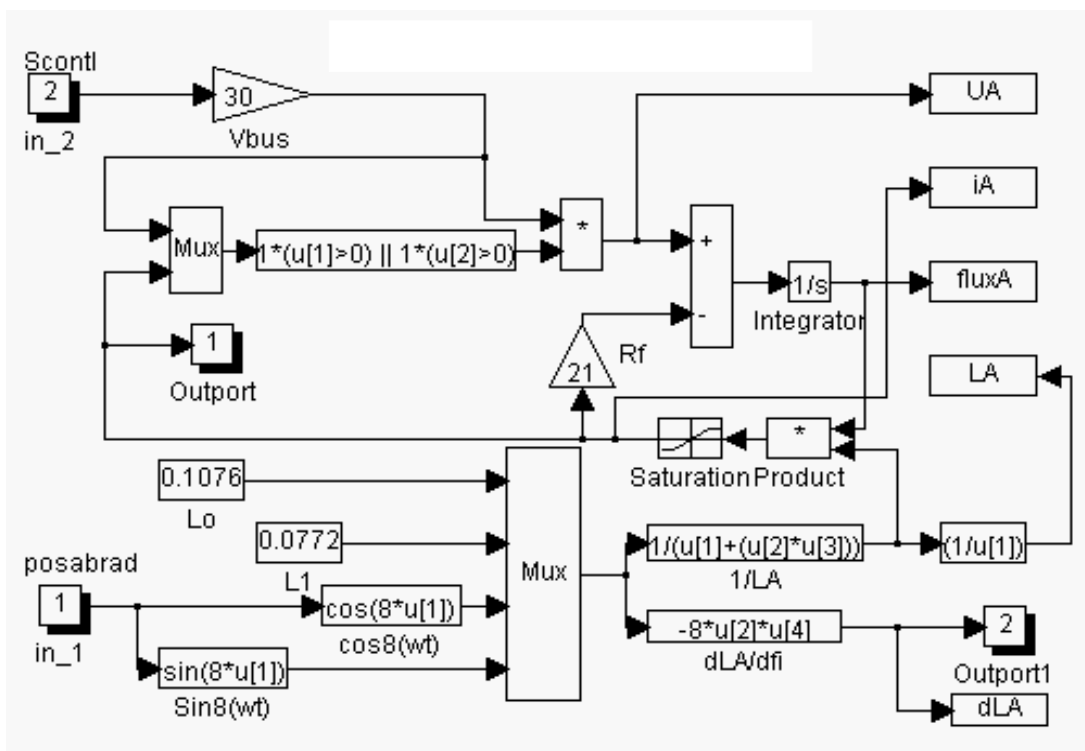 Scontl
2
in_2
30
Vbus
UA
iA
Mux
1*(u[1]>0) || 1*(u[2]>0)
*
+
-
1/s
Integrator
fluxA
1
Outport
21
Rf
LA
*
Saturation
Product
0.1076
Lo
0.0772
L1
Mux
1/(u[1]+(u[2]*u[3]))
1/LA
(1/u[1])
posabrad
1
in_1
cos(8*u[1])
cos8(wt)
sin(8*u[1])
Sin8(wt)
-8*u[2]*u[4]
dLA/dfi
2
Outport1
dLA